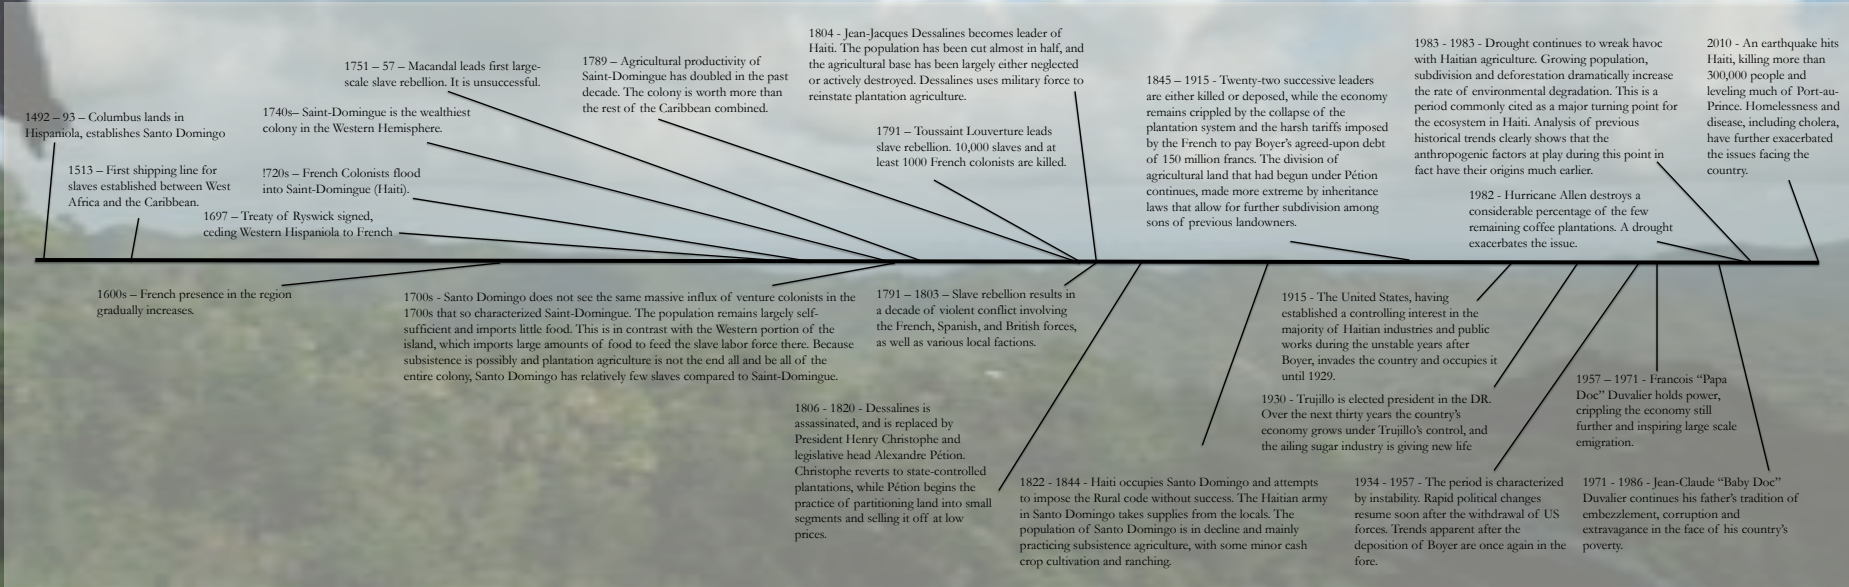 1492 – 93 – Columbus lands in
Hispaniola, establishes Santo Domingo
1513 – First shipping line for
slaves established between West
Africa and the Caribbean.
1697 – Treaty of Ryswick signed,
ceding Western Hispaniola to French
!720s – French Colonists flood
into Saint-Domingue (Haiti).
1740s– Saint-Domingue is the wealthiest
colony in the Western Hemisphere.
1751 – 57 – Macandal leads first large-
scale slave rebellion. It is unsuccessful.
1789 – Agricultural productivity of
Saint-Domingue has doubled in the past
decade. The colony is worth more than
the rest of the Caribbean combined.
1804 - Jean-Jacques Dessalines becomes leader of
Haiti. The population has been cut almost in half, and
the agricultural base has been largely either neglected
or actively destroyed. Dessalines uses military force to
reinstate plantation agriculture.
1791 – Toussaint Louverture leads
slave rebellion. 10,000 slaves and at
least 1000 French colonists are killed.
1845 – 1915 - Twenty-two successive leaders
are either killed or deposed, while the economy
remains crippled by the collapse of the
plantation system and the harsh tariffs imposed
by the French to pay Boyer's agreed-upon debt
of 150 million francs. The division of
agricultural land that had begun under Pétion
continues, made more extreme by inheritance
laws that allow for further subdivision among
sons of previous landowners.
1983 - 1983 - Drought continues to wreak havoc
with Haitian agriculture. Growing population,
subdivision and deforestation dramatically increase
the rate of environmental degradation. This is a
period commonly cited as a major turning point for
the ecosystem in Haiti. Analysis of previous
historical trends clearly shows that the
anthropogenic factors at play during this point in
fact have their origins much earlier.
1982 - Hurricane Allen destroys a
considerable percentage of the few
remaining coffee plantations. A drought
exacerbates the issue.
2010 - An earthquake hits
Haiti, killing more than
300,000 people and
leveling much of Port-au-
Prince. Homelessness and
disease, including cholera,
have further exacerbated
the issues facing the
country.
1600s – French presence in the region
gradually increases.
1700s - Santo Domingo does not see the same massive influx of venture colonists in the
1700s that so characterized Saint-Domingue. The population remains largely self-
sufficient and imports little food. This is in contrast with the Western portion of the
island, which imports large amounts of food to feed the slave labor force there. Because
subsistence is possibly and plantation agriculture is not the end all and be all of the
entire colony, Santo Domingo has relatively few slaves compared to Saint-Domingue.
1791 – 1803 – Slave rebellion results in
a decade of violent conflict involving
the French, Spanish, and British forces,
as well as various local factions.
1806 - 1820 - Dessalines is
assassinated, and is replaced by
President Henry Christophe and
legislative head Alexandre Pétion.
Christophe reverts to state-controlled
plantations, while Pétion begins the
practice of partitioning land into small
segments and selling it off at low
prices.
1822 - 1844 - Haiti occupies Santo Domingo and attempts
to impose the Rural code without success. The Haitian army
in Santo Domingo takes supplies from the locals. The
population of Santo Domingo is in decline and mainly
practicing subsistence agriculture, with some minor cash
crop cultivation and ranching.
1915 - The United States, having
established a controlling interest in the
majority of Haitian industries and public
works during the unstable years after
Boyer, invades the country and occupies it
until 1929.
1930 - Trujillo is elected president in the DR.
Over the next thirty years the country's
economy grows under Trujillo's control, and
the ailing sugar industry is giving new life
1934 - 1957 - The period is characterized
by instability. Rapid political changes
resume soon after the withdrawal of US
forces. Trends apparent after the
deposition of Boyer are once again in the
fore.
1957 – 1971 - Francois “Papa
Doc” Duvalier holds power,
crippling the economy still
further and inspiring large scale
emigration.
1971 - 1986 - Jean-Claude “Baby Doc”
Duvalier continues his father's tradition of
embezzlement, corruption and
extravagance in the face of his country's
poverty.